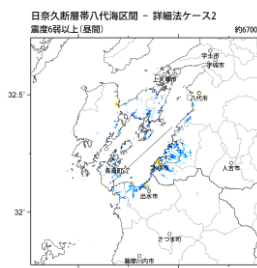 日奈久断層帯八代海区間 － 詳細法ケース2
震度6弱以上(昼間)
約6700
宇土市
宇城市
上天草市
32.5°
八代市
水俣市
人吉市
長島町
出水市
32°
さつま町
薩摩川内市